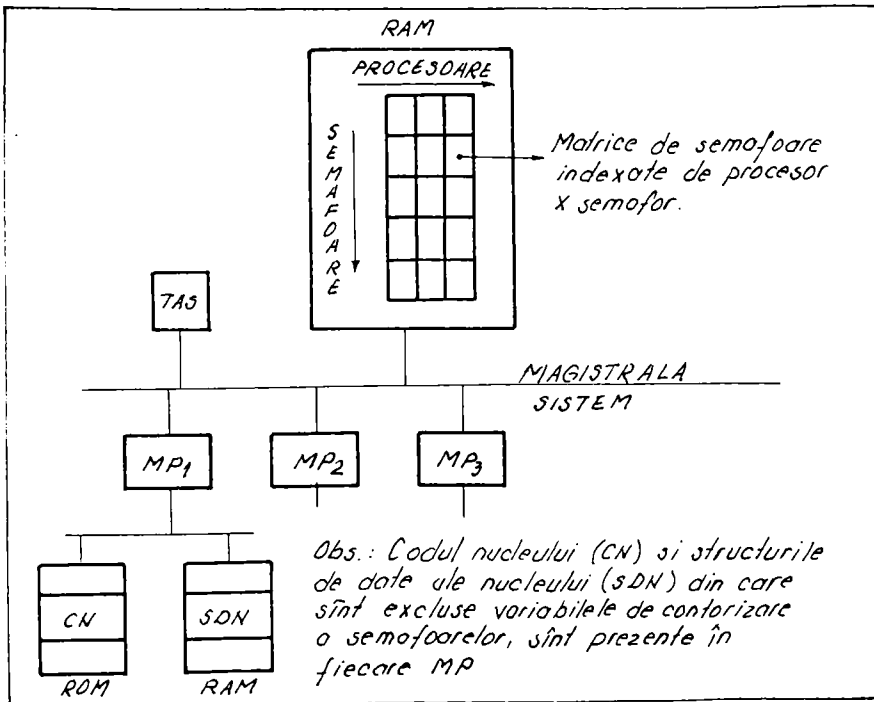 RAM
PROCESOARE
SEMAFOARE
Matrice de semafoare
indexate de procesor
x semafor.
TAS
MAGISTRALA
SISTEM
MP1
MP2
MP3
Obs.: Codul nucleului (CN) si structurile
de date ale nucleului (SDN) din care
sînt excluse variabilele de contorizare
a semafoarelor, sînt prezente în
fiecare MP
CN
SDN
ROM
RAM